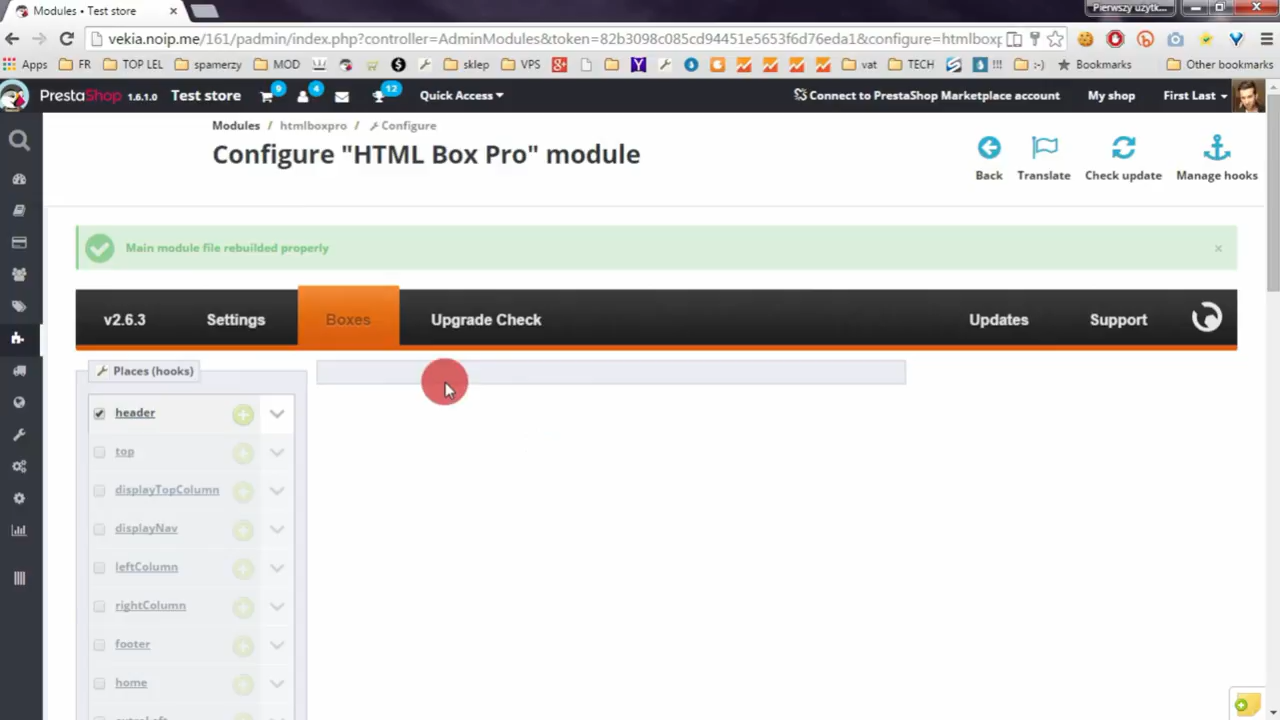 Modules • Test store
Pierwszy użytk...
vekia.noip.me/161/padmin/index.php?controller=AdminModules&token=82b3098c085cd94451e5653f6d76eda1&configure=htmlboxp
Apps FR TOP LEL spamerzy MOD sklep VPS vat TECH !!! :-) Bookmarks Other bookmarks
PrestaShop 1.6.1.0 Test store 9 4 12 Quick Access Connect to PrestaShop Marketplace account My shop First Last
Modules / htmlboxpro / Configure
Configure "HTML Box Pro" module
Back Translate Check update Manage hooks
Main module file rebuilded properly ×
v2.6.3 Settings Boxes Upgrade Check Updates Support
Places (hooks)
header
top
displayTopColumn
displayNav
leftColumn
rightColumn
footer
home